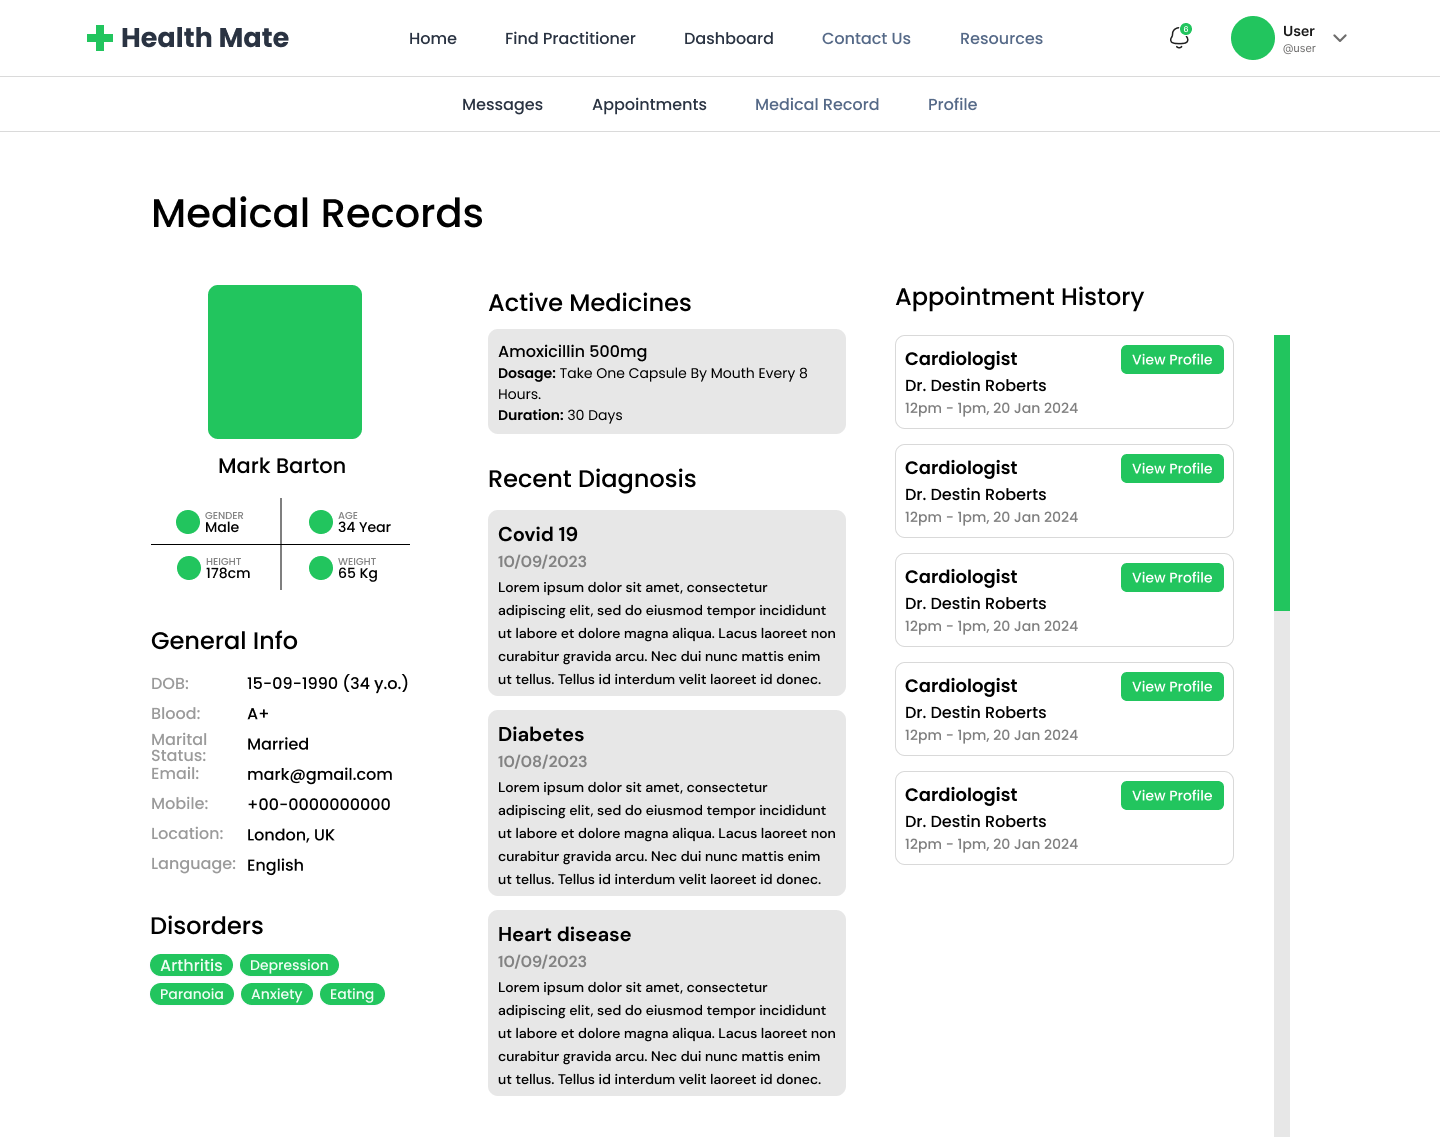 Health Mate
Home
Find Practitioner
Dashboard
Contact Us
Resources
6
User
@user
Messages
Appointments
Medical Record
Profile
Medical Records
Mark Barton
GENDER
Male
AGE
34 Year
HEIGHT
178cm
WEIGHT
65 Kg
General Info
DOB: 15-09-1990 (34 y.o.)
Blood: A+
Marital
Status: Married
Email: mark@gmail.com
Mobile: +00-0000000000
Location: London, UK
Language: English
Disorders
Arthritis
Depression
Paranoia
Anxiety
Eating
Active Medicines
Amoxicillin 500mg
Dosage: Take One Capsule By Mouth Every 8
Hours.
Duration: 30 Days
Recent Diagnosis
Covid 19
10/09/2023
Lorem ipsum dolor sit amet, consectetur
adipiscing elit, sed do eiusmod tempor incididunt
ut labore et dolore magna aliqua. Lacus laoreet non
curabitur gravida arcu. Nec dui nunc mattis enim
ut tellus. Tellus id interdum velit laoreet id donec.
Diabetes
10/08/2023
Lorem ipsum dolor sit amet, consectetur
adipiscing elit, sed do eiusmod tempor incididunt
ut labore et dolore magna aliqua. Lacus laoreet non
curabitur gravida arcu. Nec dui nunc mattis enim
ut tellus. Tellus id interdum velit laoreet id donec.
Heart disease
10/09/2023
Lorem ipsum dolor sit amet, consectetur
adipiscing elit, sed do eiusmod tempor incididunt
ut labore et dolore magna aliqua. Lacus laoreet non
curabitur gravida arcu. Nec dui nunc mattis enim
ut tellus. Tellus id interdum velit laoreet id donec.
Appointment History
Cardiologist
View Profile
Dr. Destin Roberts
12pm - 1pm, 20 Jan 2024
Cardiologist
View Profile
Dr. Destin Roberts
12pm - 1pm, 20 Jan 2024
Cardiologist
View Profile
Dr. Destin Roberts
12pm - 1pm, 20 Jan 2024
Cardiologist
View Profile
Dr. Destin Roberts
12pm - 1pm, 20 Jan 2024
Cardiologist
View Profile
Dr. Destin Roberts
12pm - 1pm, 20 Jan 2024